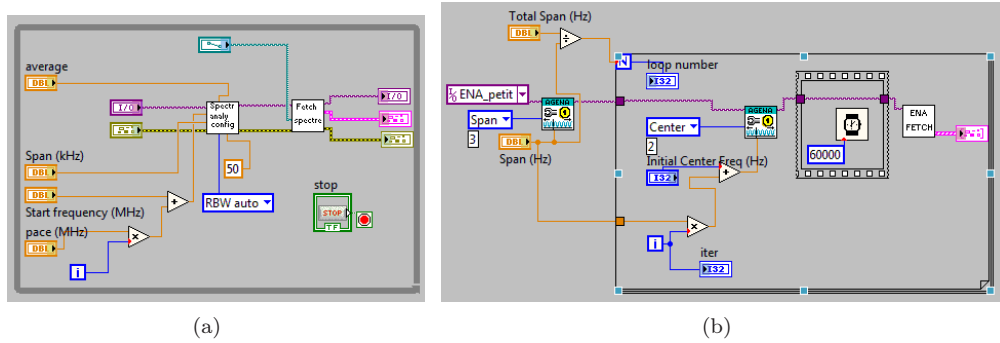 average
DBL
I/O
Spectr
analy
config
Fetch
spectre
I/O
Span (kHz)
DBL
50
DBL
RBW auto
Start frequency (MHz)
pace (MHz)
DBL
i
stop
STOP
TF
(a)
Total Span (Hz)
DBL
N
loop number
I32
ENA_petit
AGENA
Span
3
DBL
Span (Hz)
AGENA
Center
2
Initial Center Freq (Hz)
I32
60000
ENA
FETCH
i
iter
I32
(b)